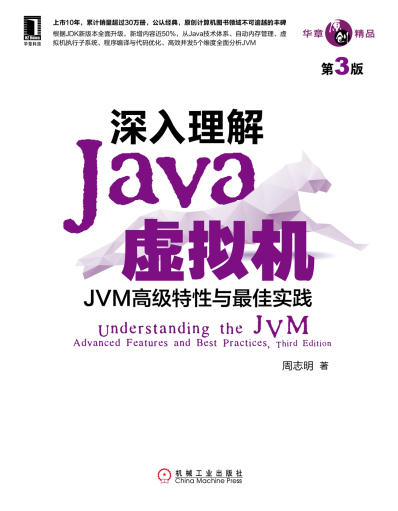 华章科技
HZBOOKS
上市10年,累计销量超过30万册,公认经典,原创计算机图书领域不可逾越的丰碑
根据JDK新版本全面升级,新增内容近50%,从Java技术体系、自动内存管理、虚
拟机执行子系统、程序编译与代码优化、高效并发5个维度全面分析JVM
华章原创精品
第3版
深入理解
Java
虚拟机
JVM高级特性与最佳实践
Understanding the JVM
Advanced Features and Best Practices, Third Edition
周志明 著
机械工业出版社
China Machine Press